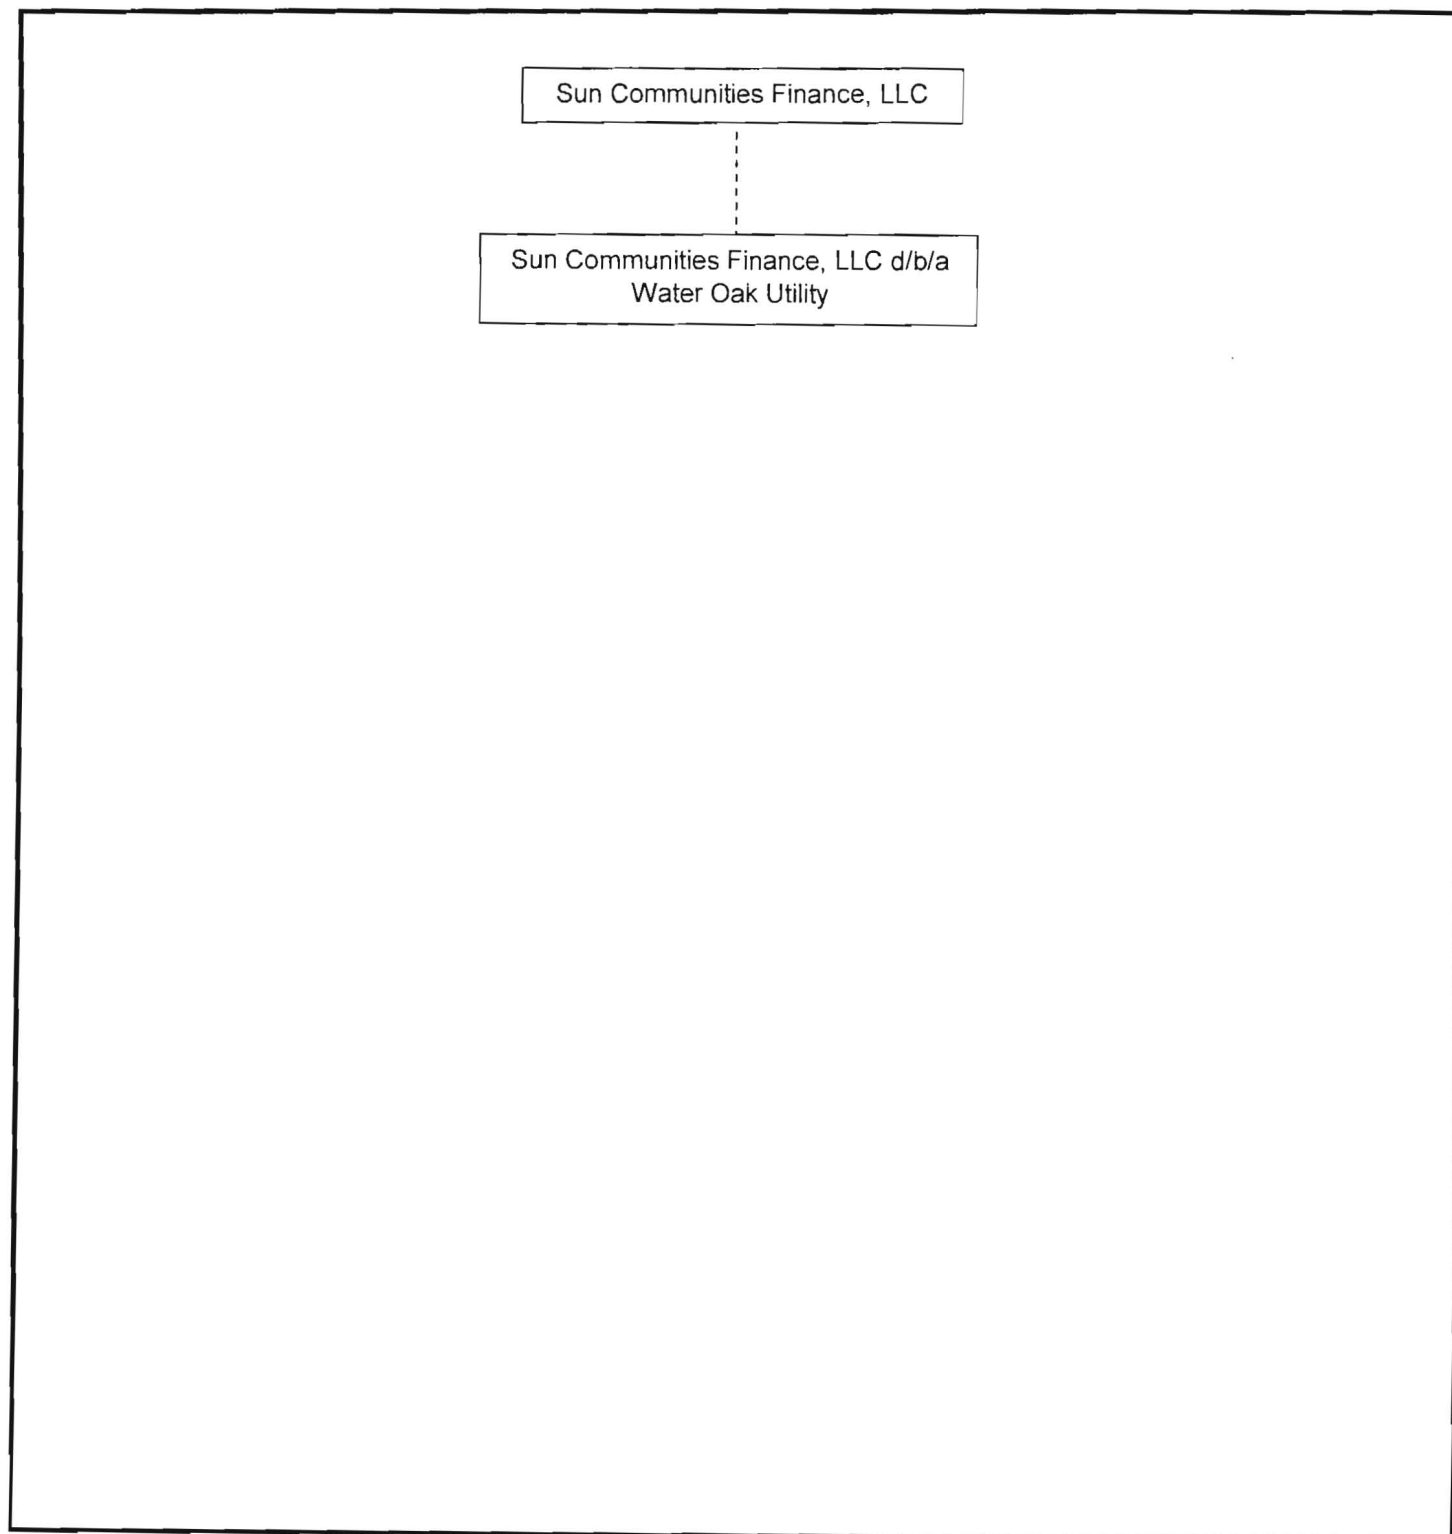 Sun Communities Finance, LLC
Sun Communities Finance, LLC d/b/a
Water Oak Utility